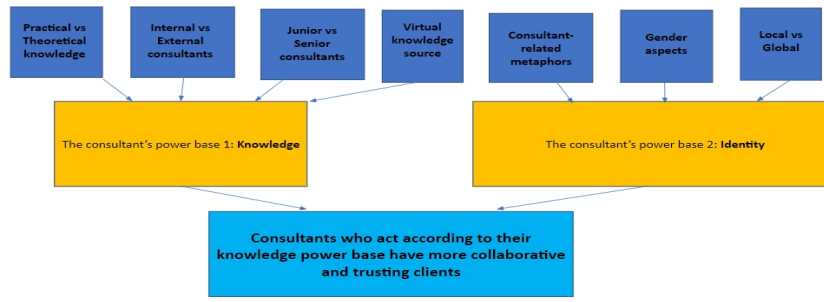 Practical vs
Theoretical
knowledge
Internal vs
External
consultants
Junior vs
Senior
consultants
Virtual
knowledge
source
Consultant-
related
metaphors
Gender
aspects
Local vs
Global
The consultant’s power base 1: Knowledge
The consultant’s power base 2: Identity
Consultants who act according to their
knowledge power base have more collaborative
and trusting clients